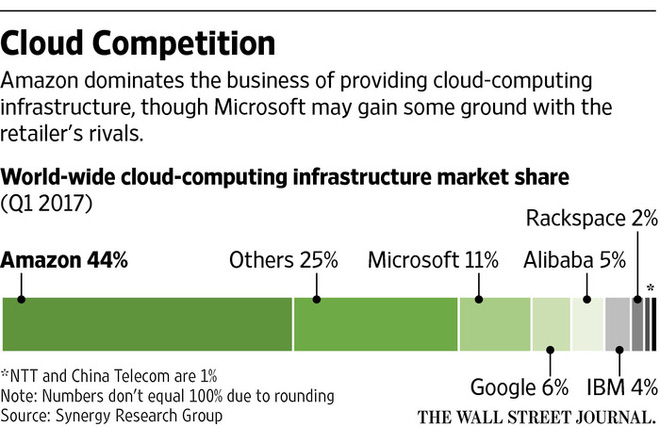 Cloud Competition
Amazon dominates the business of providing cloud-computing
infrastructure, though Microsoft may gain some ground with the
retailer's rivals.
World-wide cloud-computing infrastructure market share
(Q1 2017)
Rackspace 2%
Amazon 44%
Others 25%
Microsoft 11%
Alibaba 5%
*
Google 6%
IBM 4%
*NTT and China Telecom are 1%
Note: Numbers don't equal 100% due to rounding
Source: Synergy Research Group
THE WALL STREET JOURNAL.